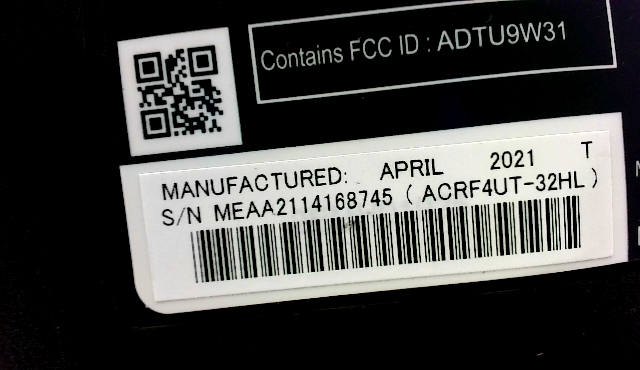 Contains FCC ID : ADTU9W31
MANUFACTURED: APRIL 2021 T
S/N MEAA2114168745 ( ACRF4UT-32HL )